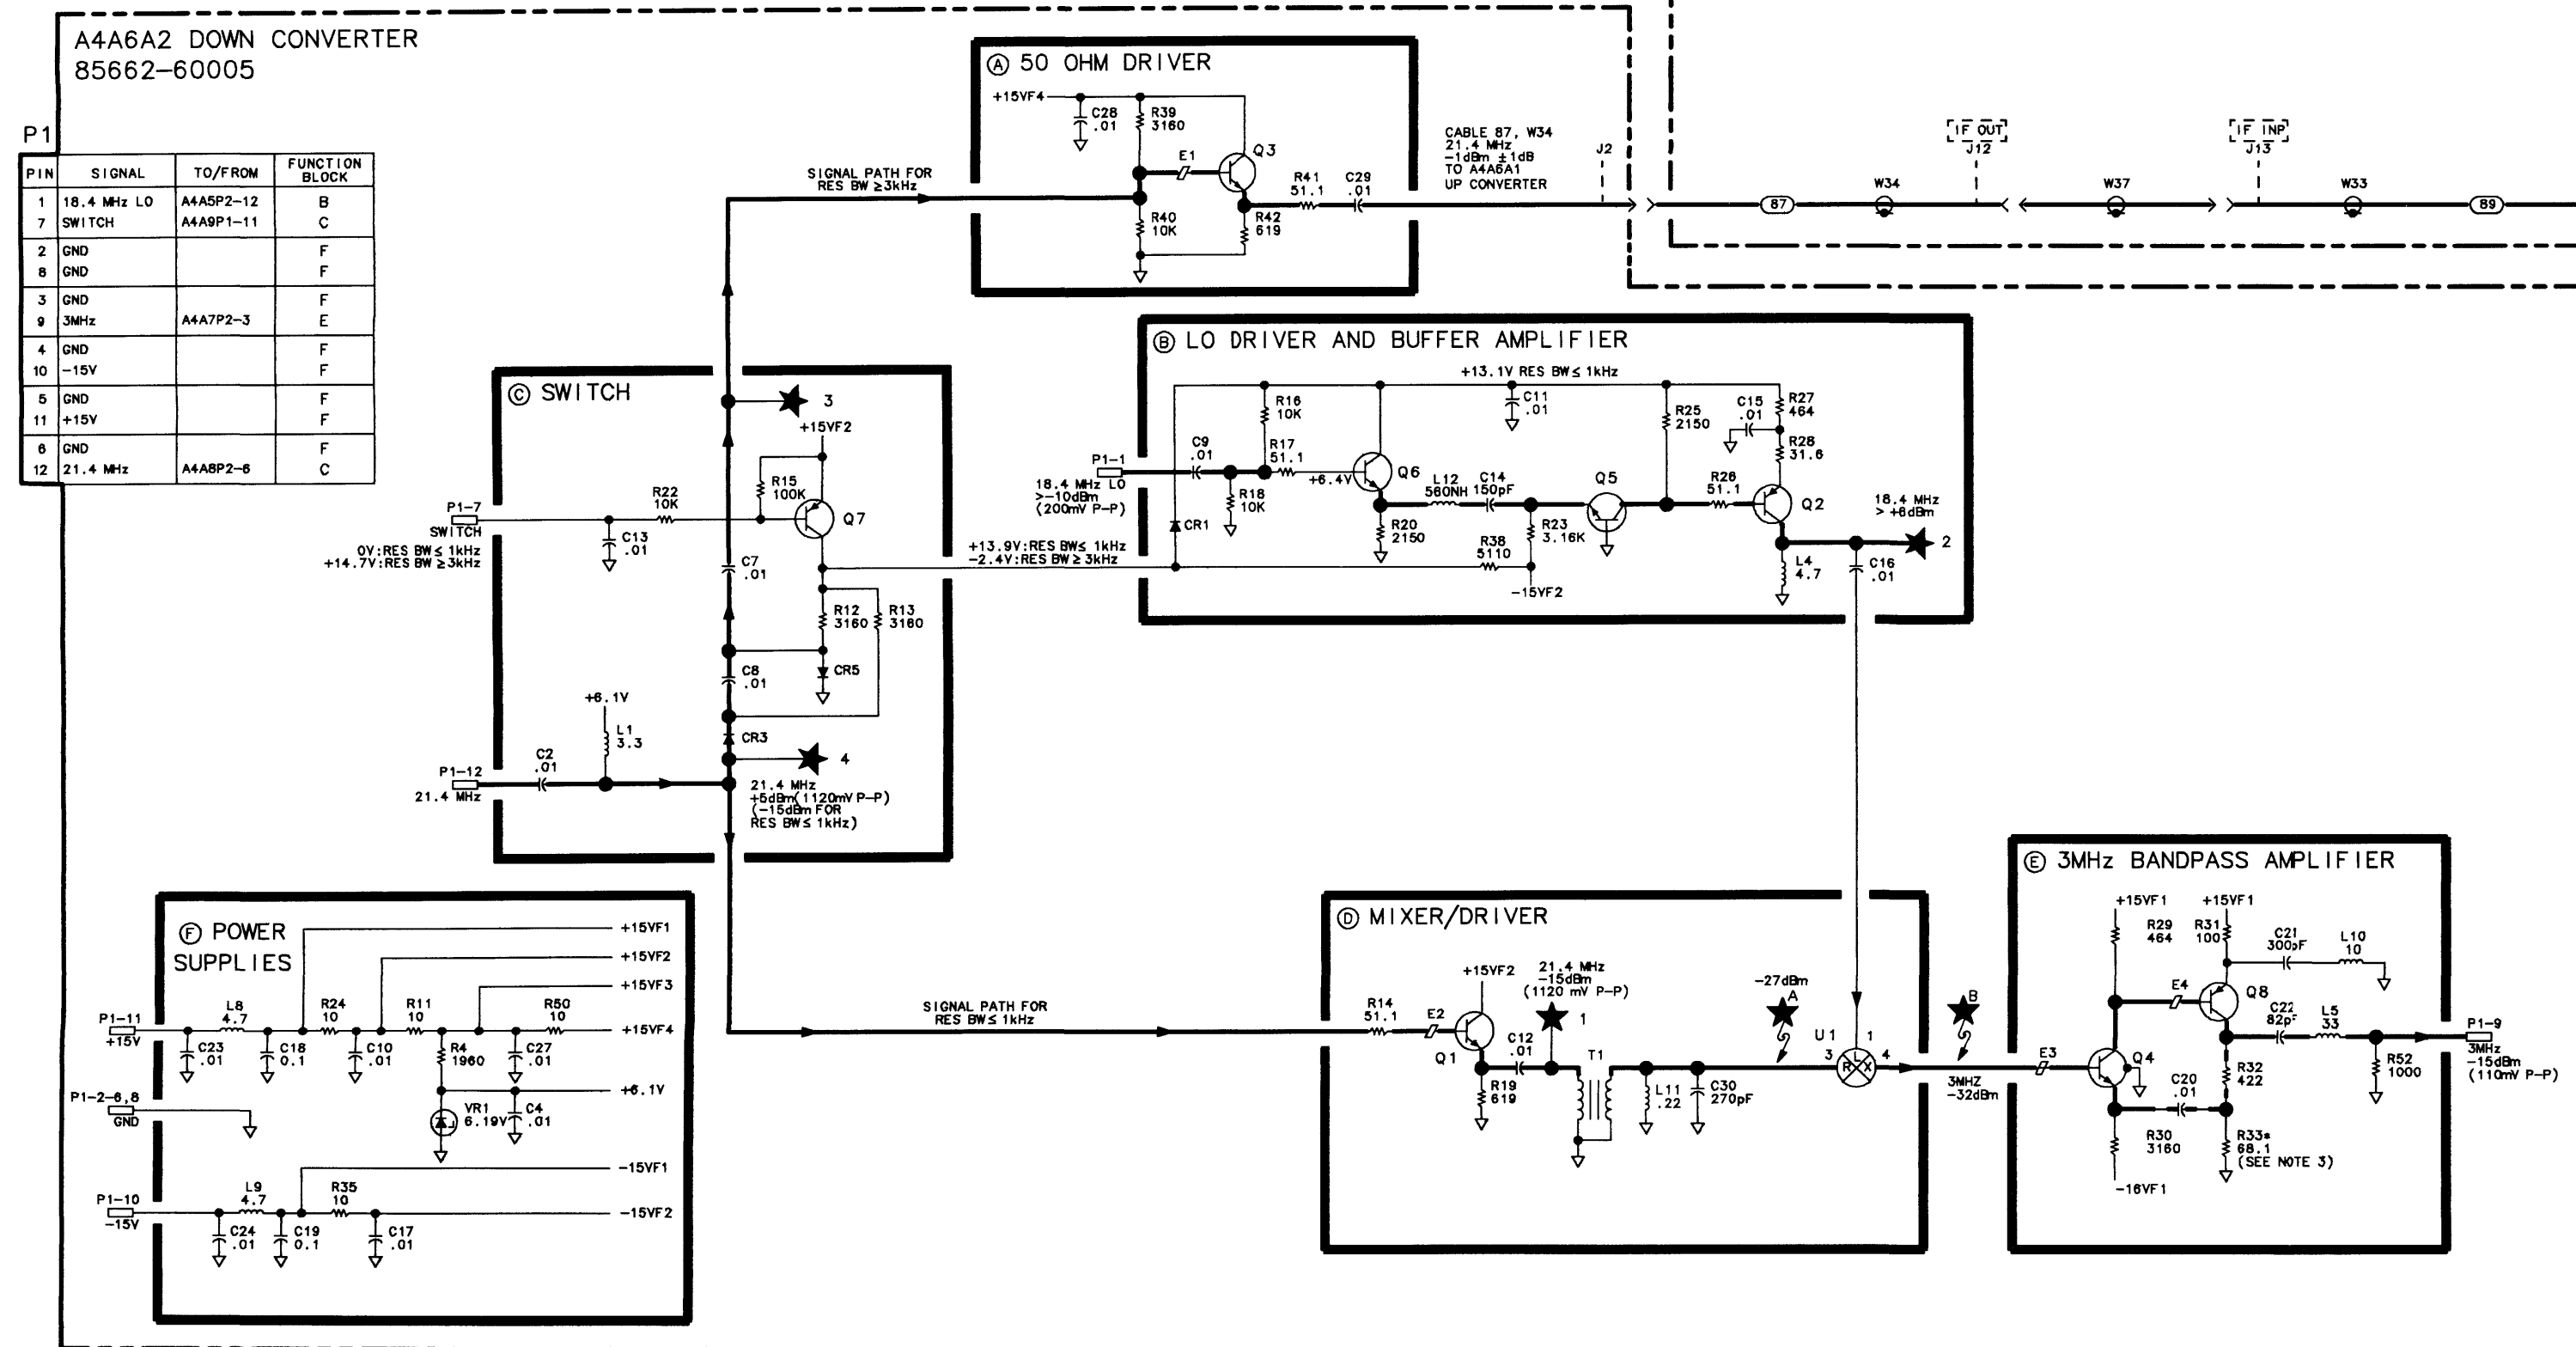 A4A6A2 DOWN CONVERTER
85662-60005
P1
PIN SIGNAL TO/FROM FUNCTION BLOCK
1 18.4 MHz LO A4A5P2-12 B
7 SWITCH A4A9P1-11 C
2 GND F
8 GND F
3 GND F
9 3MHz A4A7P2-3 E
4 GND F
10 -15V F
5 GND F
11 +15V F
6 GND F
12 21.4 MHz A4A8P2-6 C
A 50 OHM DRIVER
+15VF4
C28
.01
R39
3160
E1
Q3
R40
10K
R41
51.1
C29
.01
R42
619
SIGNAL PATH FOR
RES BW ≥3kHz
CABLE 87, W34
21.4 MHz
-1dBm ±1dB
TO A4A6A1
UP CONVERTER
J2
87
W34
IF OUT
J12
W37
IF INP
J13
W33
89
B LO DRIVER AND BUFFER AMPLIFIER
+13.1V RES BW≤ 1kHz
R16
10K
C11
.01
R25
2150
C15
.01
R27
464
R28
31.6
C9
.01
R17
51.1
P1-1
18.4 MHz LO
>-10dBm
(200mV P-P)
R18
10K
+6.4V
Q6
L12
560NH
C14
150pF
Q5
R26
51.1
Q2
18.4 MHz
> +8dBm
2
CR1
R20
2150
R38
5110
R23
3.16K
-15VF2
L4
4.7
C16
.01
C SWITCH
3
+15VF2
R15
100K
R22
10K
Q7
P1-7
SWITCH
0V:RES BW≤ 1kHz
+14.7V:RES BW≥3kHz
C13
.01
C7
.01
+13.9V:RES BW≤ 1kHz
-2.4V:RES BW≥3kHz
R12
3160
R13
3160
C8
.01
CR5
+6.1V
L1
3.3
CR3
4
C2
.01
P1-12
21.4 MHz
21.4 MHz
+5dBm(1120mV P-P)
(-15dBm FOR
RES BW≤ 1kHz)
F POWER
SUPPLIES
+15VF1
+15VF2
+15VF3
+15VF4
P1-11
+15V
L8
4.7
R24
10
R11
10
R50
10
C23
.01
C18
0.1
C10
.01
R4
1960
C27
.01
+6.1V
P1-2-6,8
GND
VR1
6.19V
C4
.01
-15VF1
P1-10
-15V
L9
4.7
R35
10
-15VF2
C24
.01
C19
0.1
C17
.01
SIGNAL PATH FOR
RES BW≤ 1kHz
D MIXER/DRIVER
+15VF2
21.4 MHz
-15dBm
(1120 mV P-P)
1
-27dBm
A
R14
51.1
E2
Q1
C12
.01
T1
R19
619
L11
.22
C30
270pF
U1
1
3
4
L
R
X
B
3MHZ
-32dBm
E 3MHz BANDPASS AMPLIFIER
+15VF1
+15VF1
R29
464
R31
100
C21
300pF
L10
10
E4
Q8
C22
82pF
L5
33
P1-9
3MHz
-15dBm
(110mV P-P)
E3
Q4
R32
422
R52
1000
C20
.01
R30
3160
R33*
68.1
(SEE NOTE 3)
-16VF1